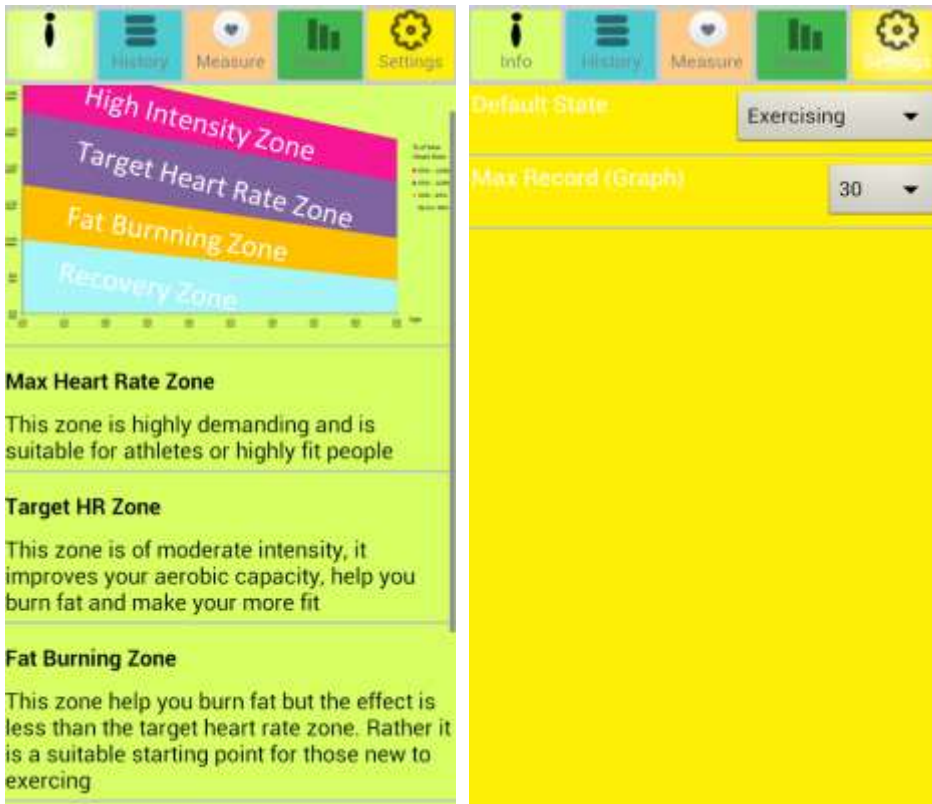 History
Measure
Settings
High Intensity Zone
Target Heart Rate Zone
Fat Burnning Zone
Recovery Zone
Max Heart Rate Zone
This zone is highly demanding and is
suitable for athletes or highly fit people
Target HR Zone
This zone is of moderate intensity, it
improves your aerobic capacity, help you
burn fat and make your more fit
Fat Burning Zone
This zone help you burn fat but the effect is
less than the target heart rate zone. Rather it
is a suitable starting point for those new to
exercing
Info
History
Measure
Settings
Default State
Exercising
Max Record (Graph)
30